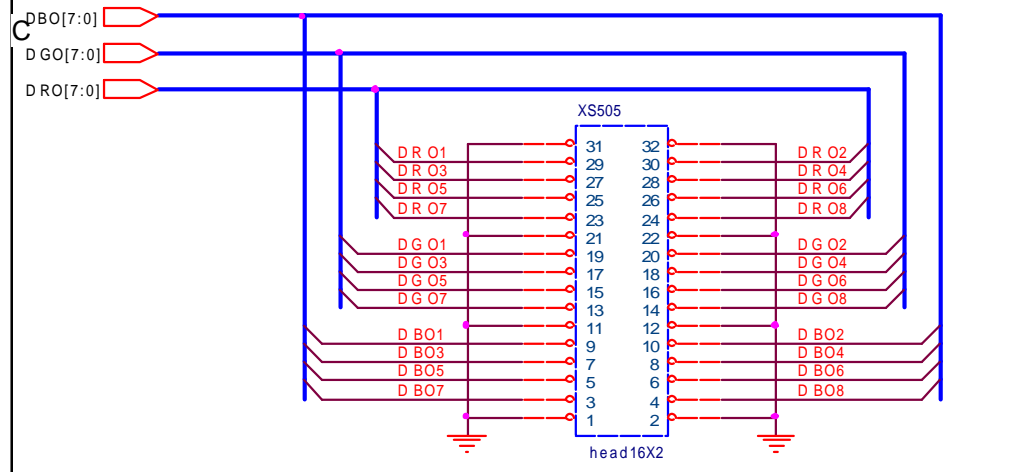 C
DBO[7:0]
DGO[7:0]
DRO[7:0]
XS505
31 32
DRO1 29 30 DRO2
DRO3 27 28 DRO4
DRO5 25 26 DRO6
DRO7 23 24 DRO8
21 22
DGO1 19 20 DGO2
DGO3 17 18 DGO4
DGO5 15 16 DGO6
DGO7 13 14 DGO8
11 12
DBO1 9 10 DBO2
DBO3 7 8 DBO4
DBO5 5 6 DBO6
DBO7 3 4 DBO8
1 2
head16X2